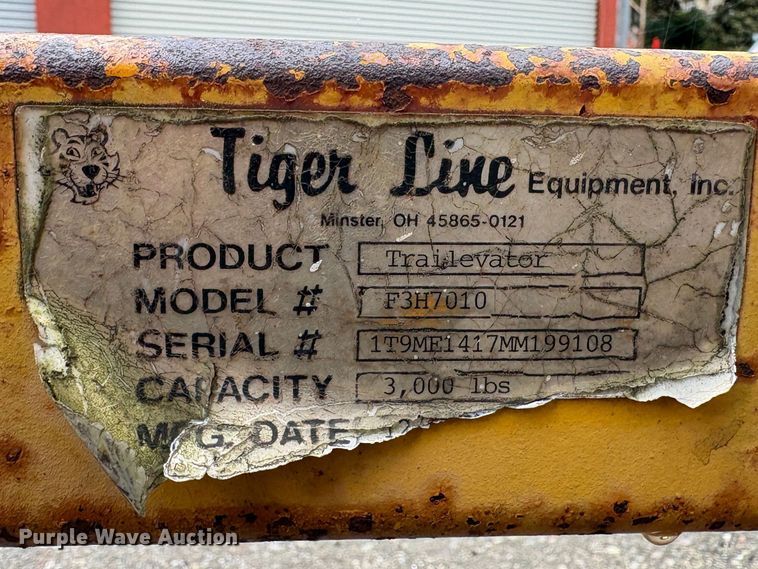 Tiger Line Equipment, Inc.
Minster, OH 45865-0121
PRODUCT Trailevator
MODEL # F3H7010
SERIAL # 1T9ME1417MM199108
CAPACITY 3,000 lbs
MFG. DATE
Purple Wave Auction